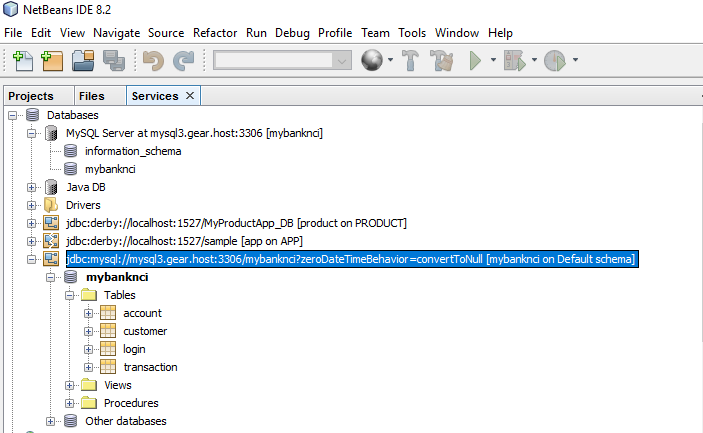 NetBeans IDE 8.2
File Edit View Navigate Source Refactor Run Debug Profile Team Tools Window Help
Projects Files Services
Databases
MySQL Server at mysql3.gear.host:3306 [mybanknci]
information_schema
mybanknci
Java DB
Drivers
jdbc:derby://localhost:1527/MyProductApp_DB [product on PRODUCT]
jdbc:derby://localhost:1527/sample [app on APP]
jdbc:mysql://mysql3.gear.host:3306/mybanknci?zeroDateTimeBehavior=convertToNull [mybanknci on Default schema]
mybanknci
Tables
account
customer
login
transaction
Views
Procedures
Other databases